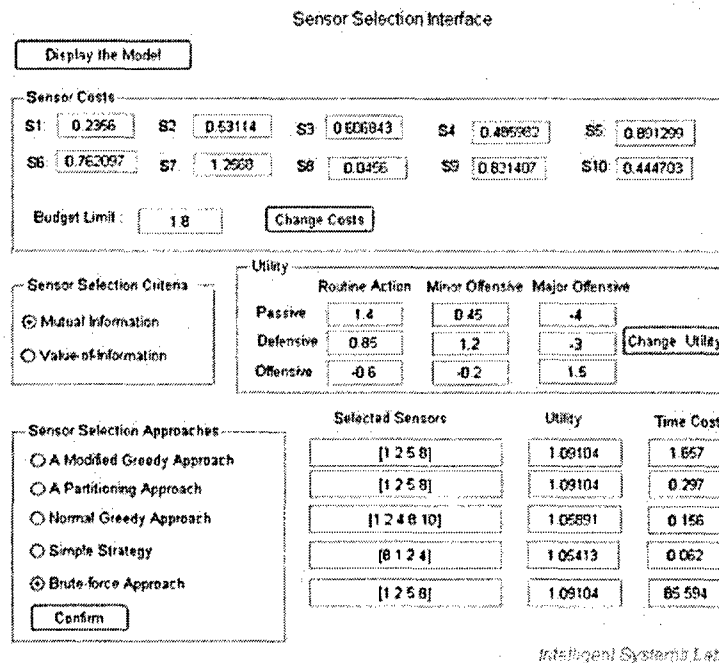 Sensor Selection Interface
Display the Model
Sensor Costs
S1: 0.2356 S2 0.53114 S3 0.606843 S4 0.485982 S5: 0.891299
S6: 0.762097 S7: 1.2668 S8 0.0456 S9 0.821407 S10: 0.444703
Budget Limit : 1.8 Change Costs
Sensor Selection Criteria
Mutual Information
Value-of-Information
Utility
Routine Action Minor Offensive Major Offensive
Passive 1.4 0.45 -4
Defensive 0.85 1.2 -3
Offensive -0.6 -0.2 1.5
Change Utility
Sensor Selection Approaches
Selected Sensors Utility Time Cost
A Modified Greedy Approach [1 2 5 8] 1.09104 1.657
A Partitioning Approach [1 2 5 8] 1.09104 0.297
Normal Greedy Approach [1 2 4 8 10] 1.05891 0.156
Simple Strategy [8 1 2 4] 1.05413 0.062
Brute-force Approach [1 2 5 8] 1.09104 85.594
Confirm
Intelligent Systems Lab